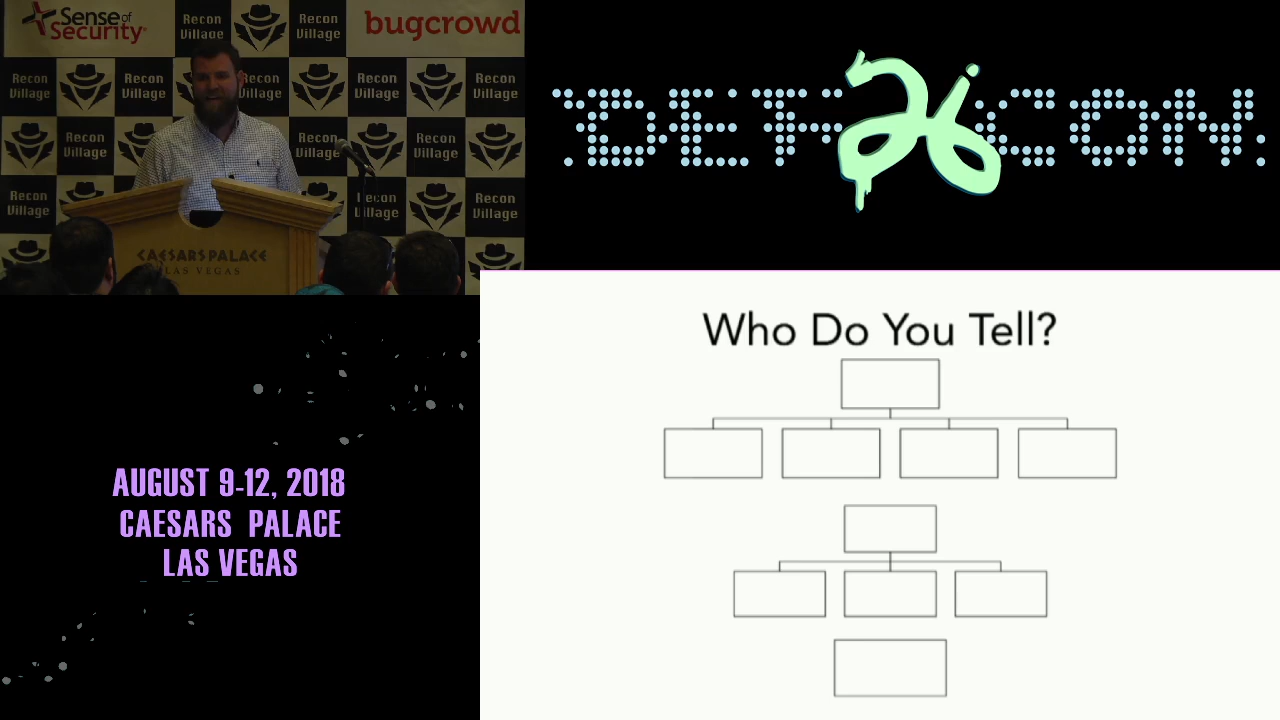 Sense of Security
Recon Village
Recon Village
bugcrowd
Recon Village
Recon Village
Recon Village
Recon Village
Recon Village
Recon Village
Recon Village
Recon Village
Recon Village
Recon Village
Recon Village
CAESARS PALACE
LAS VEGAS
DEF 26 CON
Who Do You Tell?
AUGUST 9-12, 2018
CAESARS PALACE
LAS VEGAS